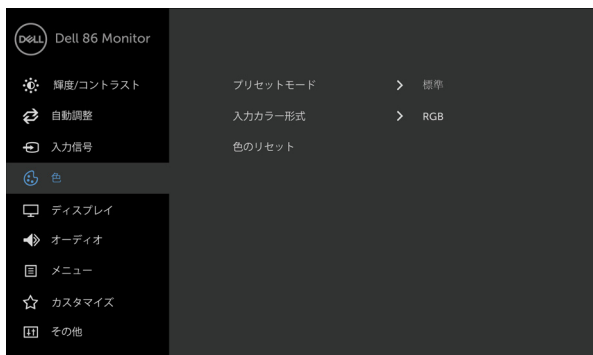 DELL Dell 86 Monitor
輝度/コントラスト
自動調整
入力信号
色
ディスプレイ
オーディオ
メニュー
カスタマイズ
その他
プリセットモード > 標準
入力カラー形式 > RGB
色のリセット